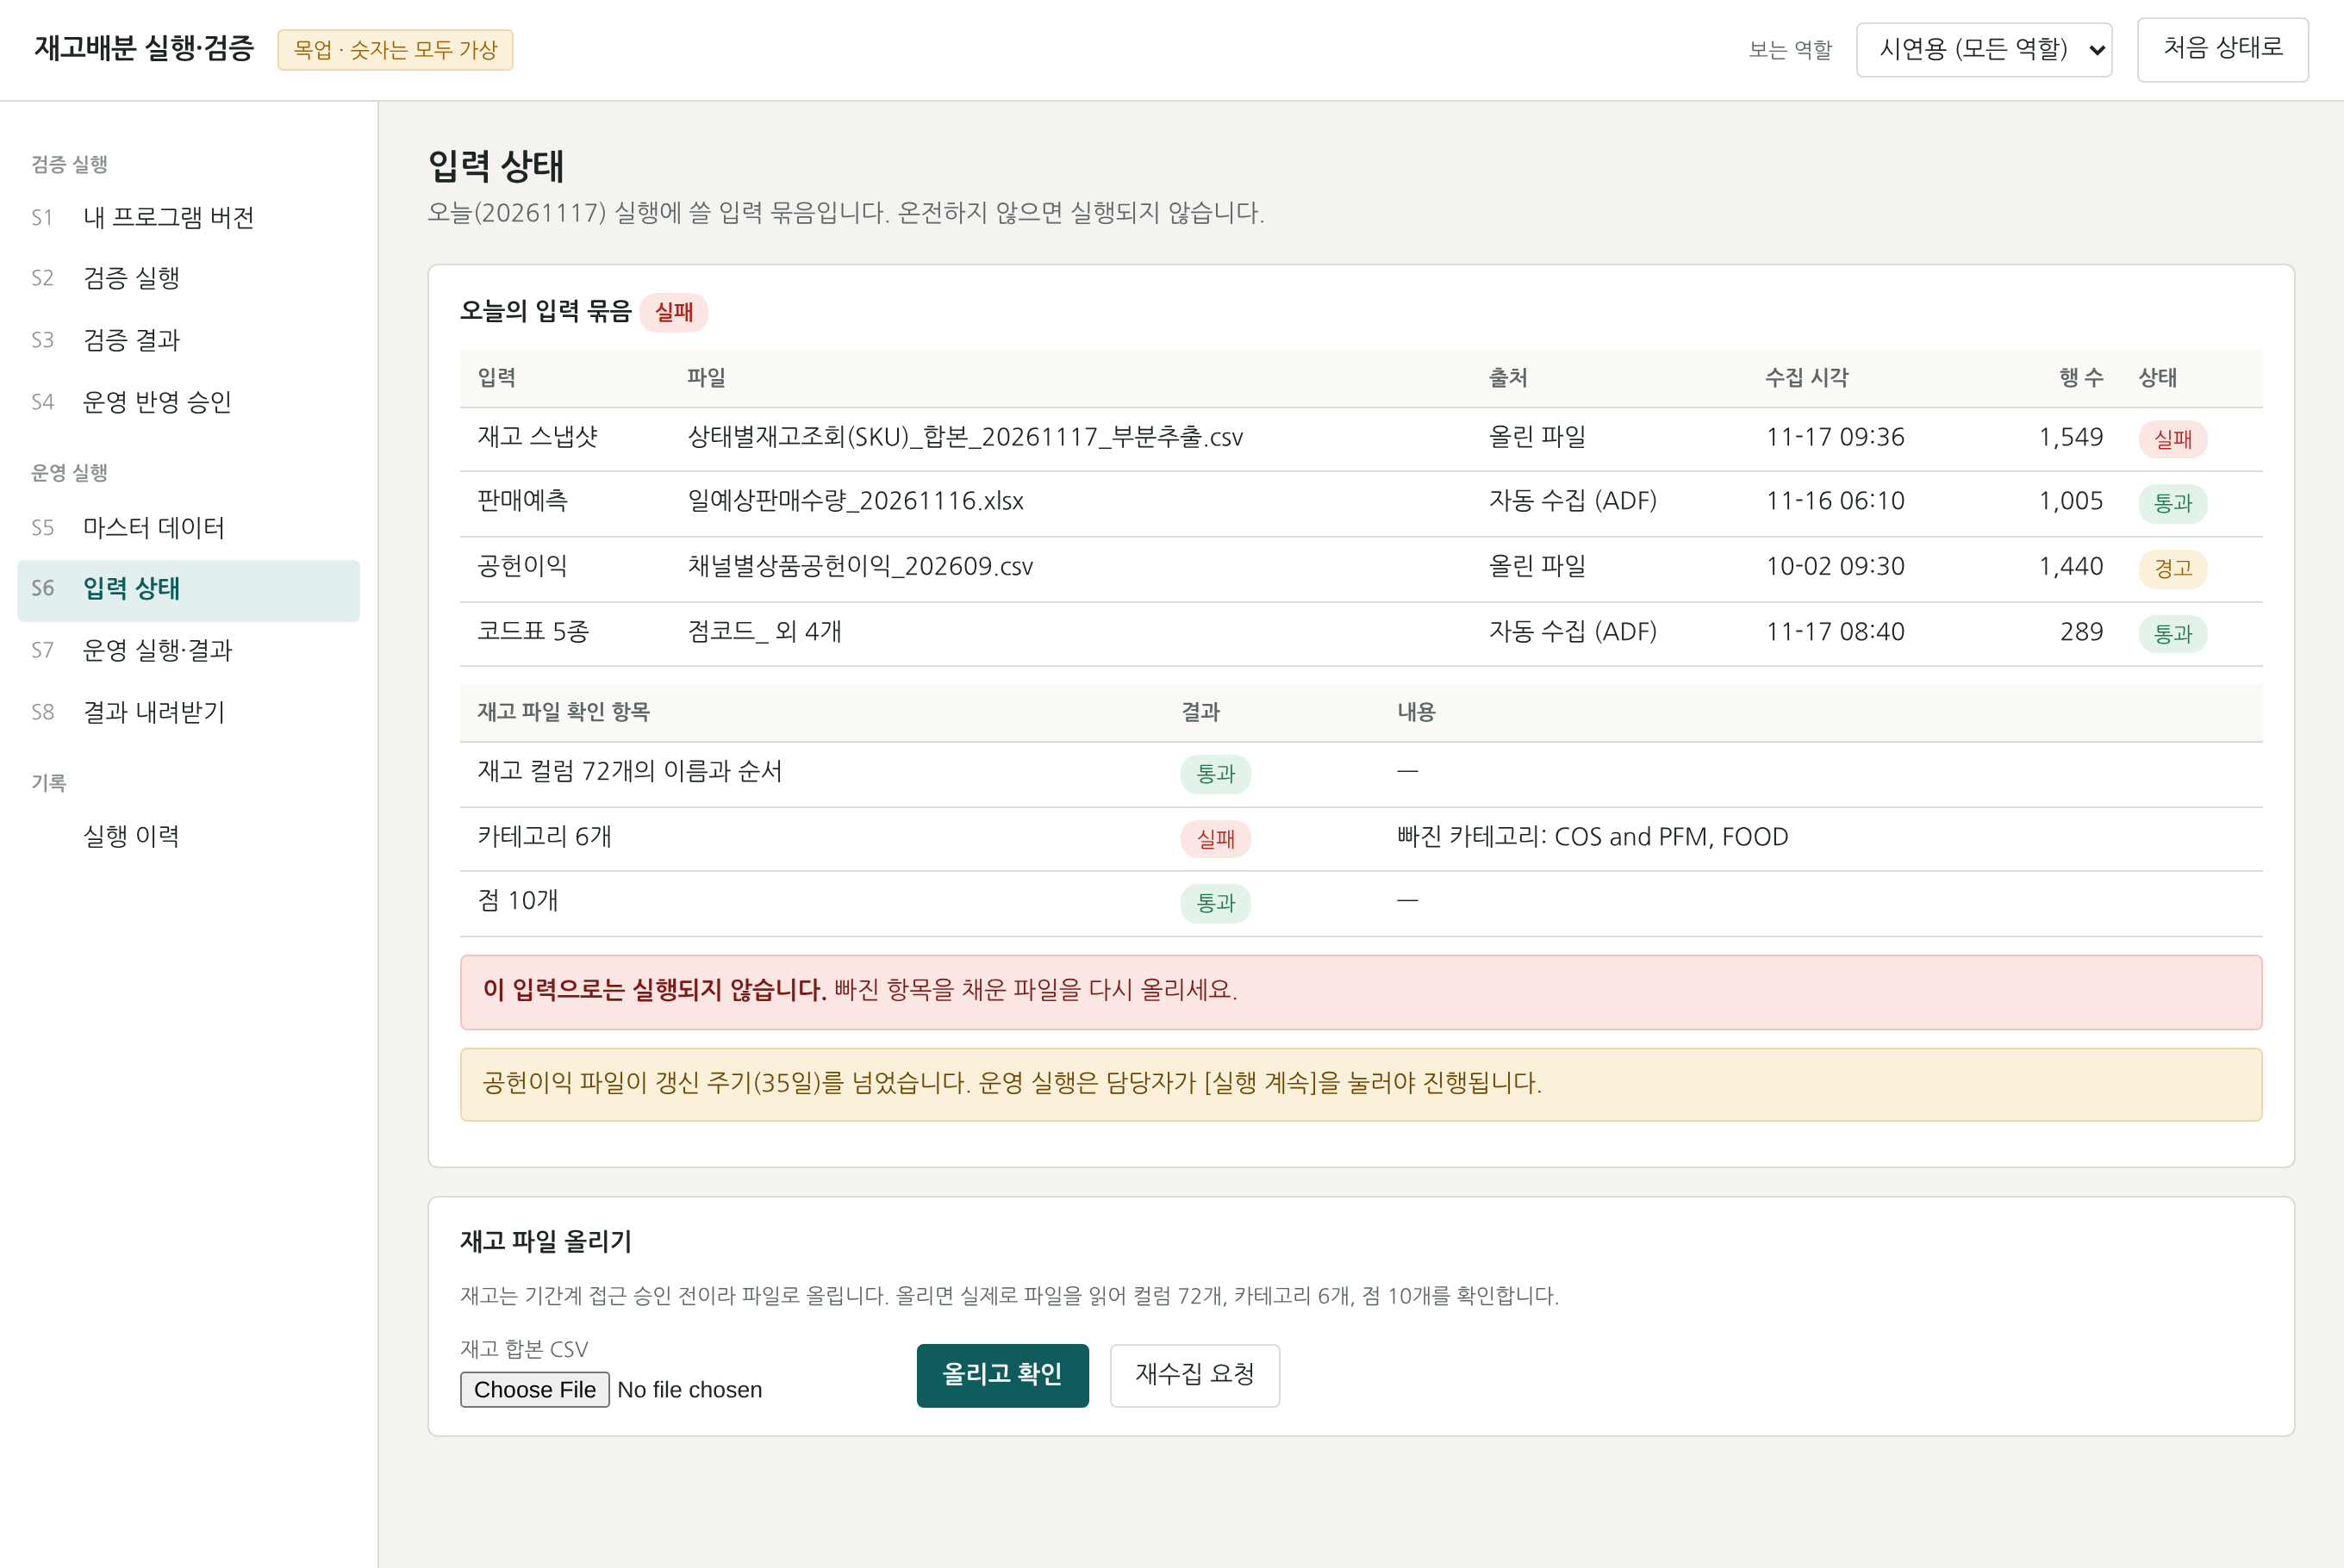 재고배분 실행·검증 목업 · 숫자는 모두 가상 보는 역할 시연용 (모든 역할) 처음 상태로
검증 실행
S1 내 프로그램 버전
S2 검증 실행
S3 검증 결과
S4 운영 반영 승인
운영 실행
S5 마스터 데이터
S6 입력 상태
S7 운영 실행·결과
S8 결과 내려받기
기록
실행 이력
입력 상태
오늘(20261117) 실행에 쓸 입력 묶음입니다. 온전하지 않으면 실행되지 않습니다.
오늘의 입력 묶음 실패
입력 파일 출처 수집 시각 행 수 상태
재고 스냅샷 상태별재고조회(SKU)_합본_20261117_부분추출.csv 올린 파일 11-17 09:36 1,549 실패
판매예측 일예상판매수량_20261116.xlsx 자동 수집 (ADF) 11-16 06:10 1,005 통과
공헌이익 채널별상품공헌이익_202609.csv 올린 파일 10-02 09:30 1,440 경고
코드표 5종 점코드_ 외 4개 자동 수집 (ADF) 11-17 08:40 289 통과
재고 파일 확인 항목 결과 내용
재고 컬럼 72개의 이름과 순서 통과 —
카테고리 6개 실패 빠진 카테고리: COS and PFM, FOOD
점 10개 통과 —
이 입력으로는 실행되지 않습니다. 빠진 항목을 채운 파일을 다시 올리세요.
공헌이익 파일이 갱신 주기(35일)를 넘었습니다. 운영 실행은 담당자가 [실행 계속]을 눌러야 진행됩니다.
재고 파일 올리기
재고는 기간계 접근 승인 전이라 파일로 올립니다. 올리면 실제로 파일을 읽어 컬럼 72개, 카테고리 6개, 점 10개를 확인합니다.
재고 합본 CSV
Choose File No file chosen 올리고 확인 재수집 요청